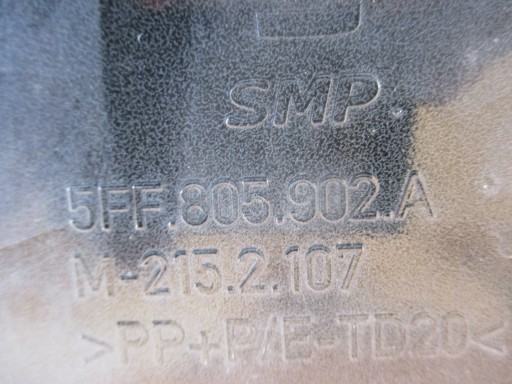 SMP
5FF.805.902.A
M-215.2.107
>PP+P/E-TD20<